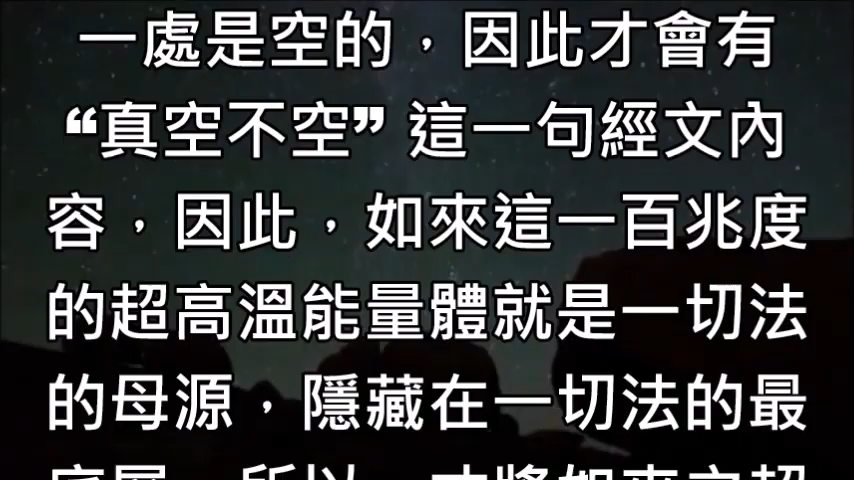 一處是空的，因此才會有
“真空不空”這一句經文內
容，因此，如來這一百兆度
的超高溫能量體就是一切法
的母源，隱藏在一切法的最